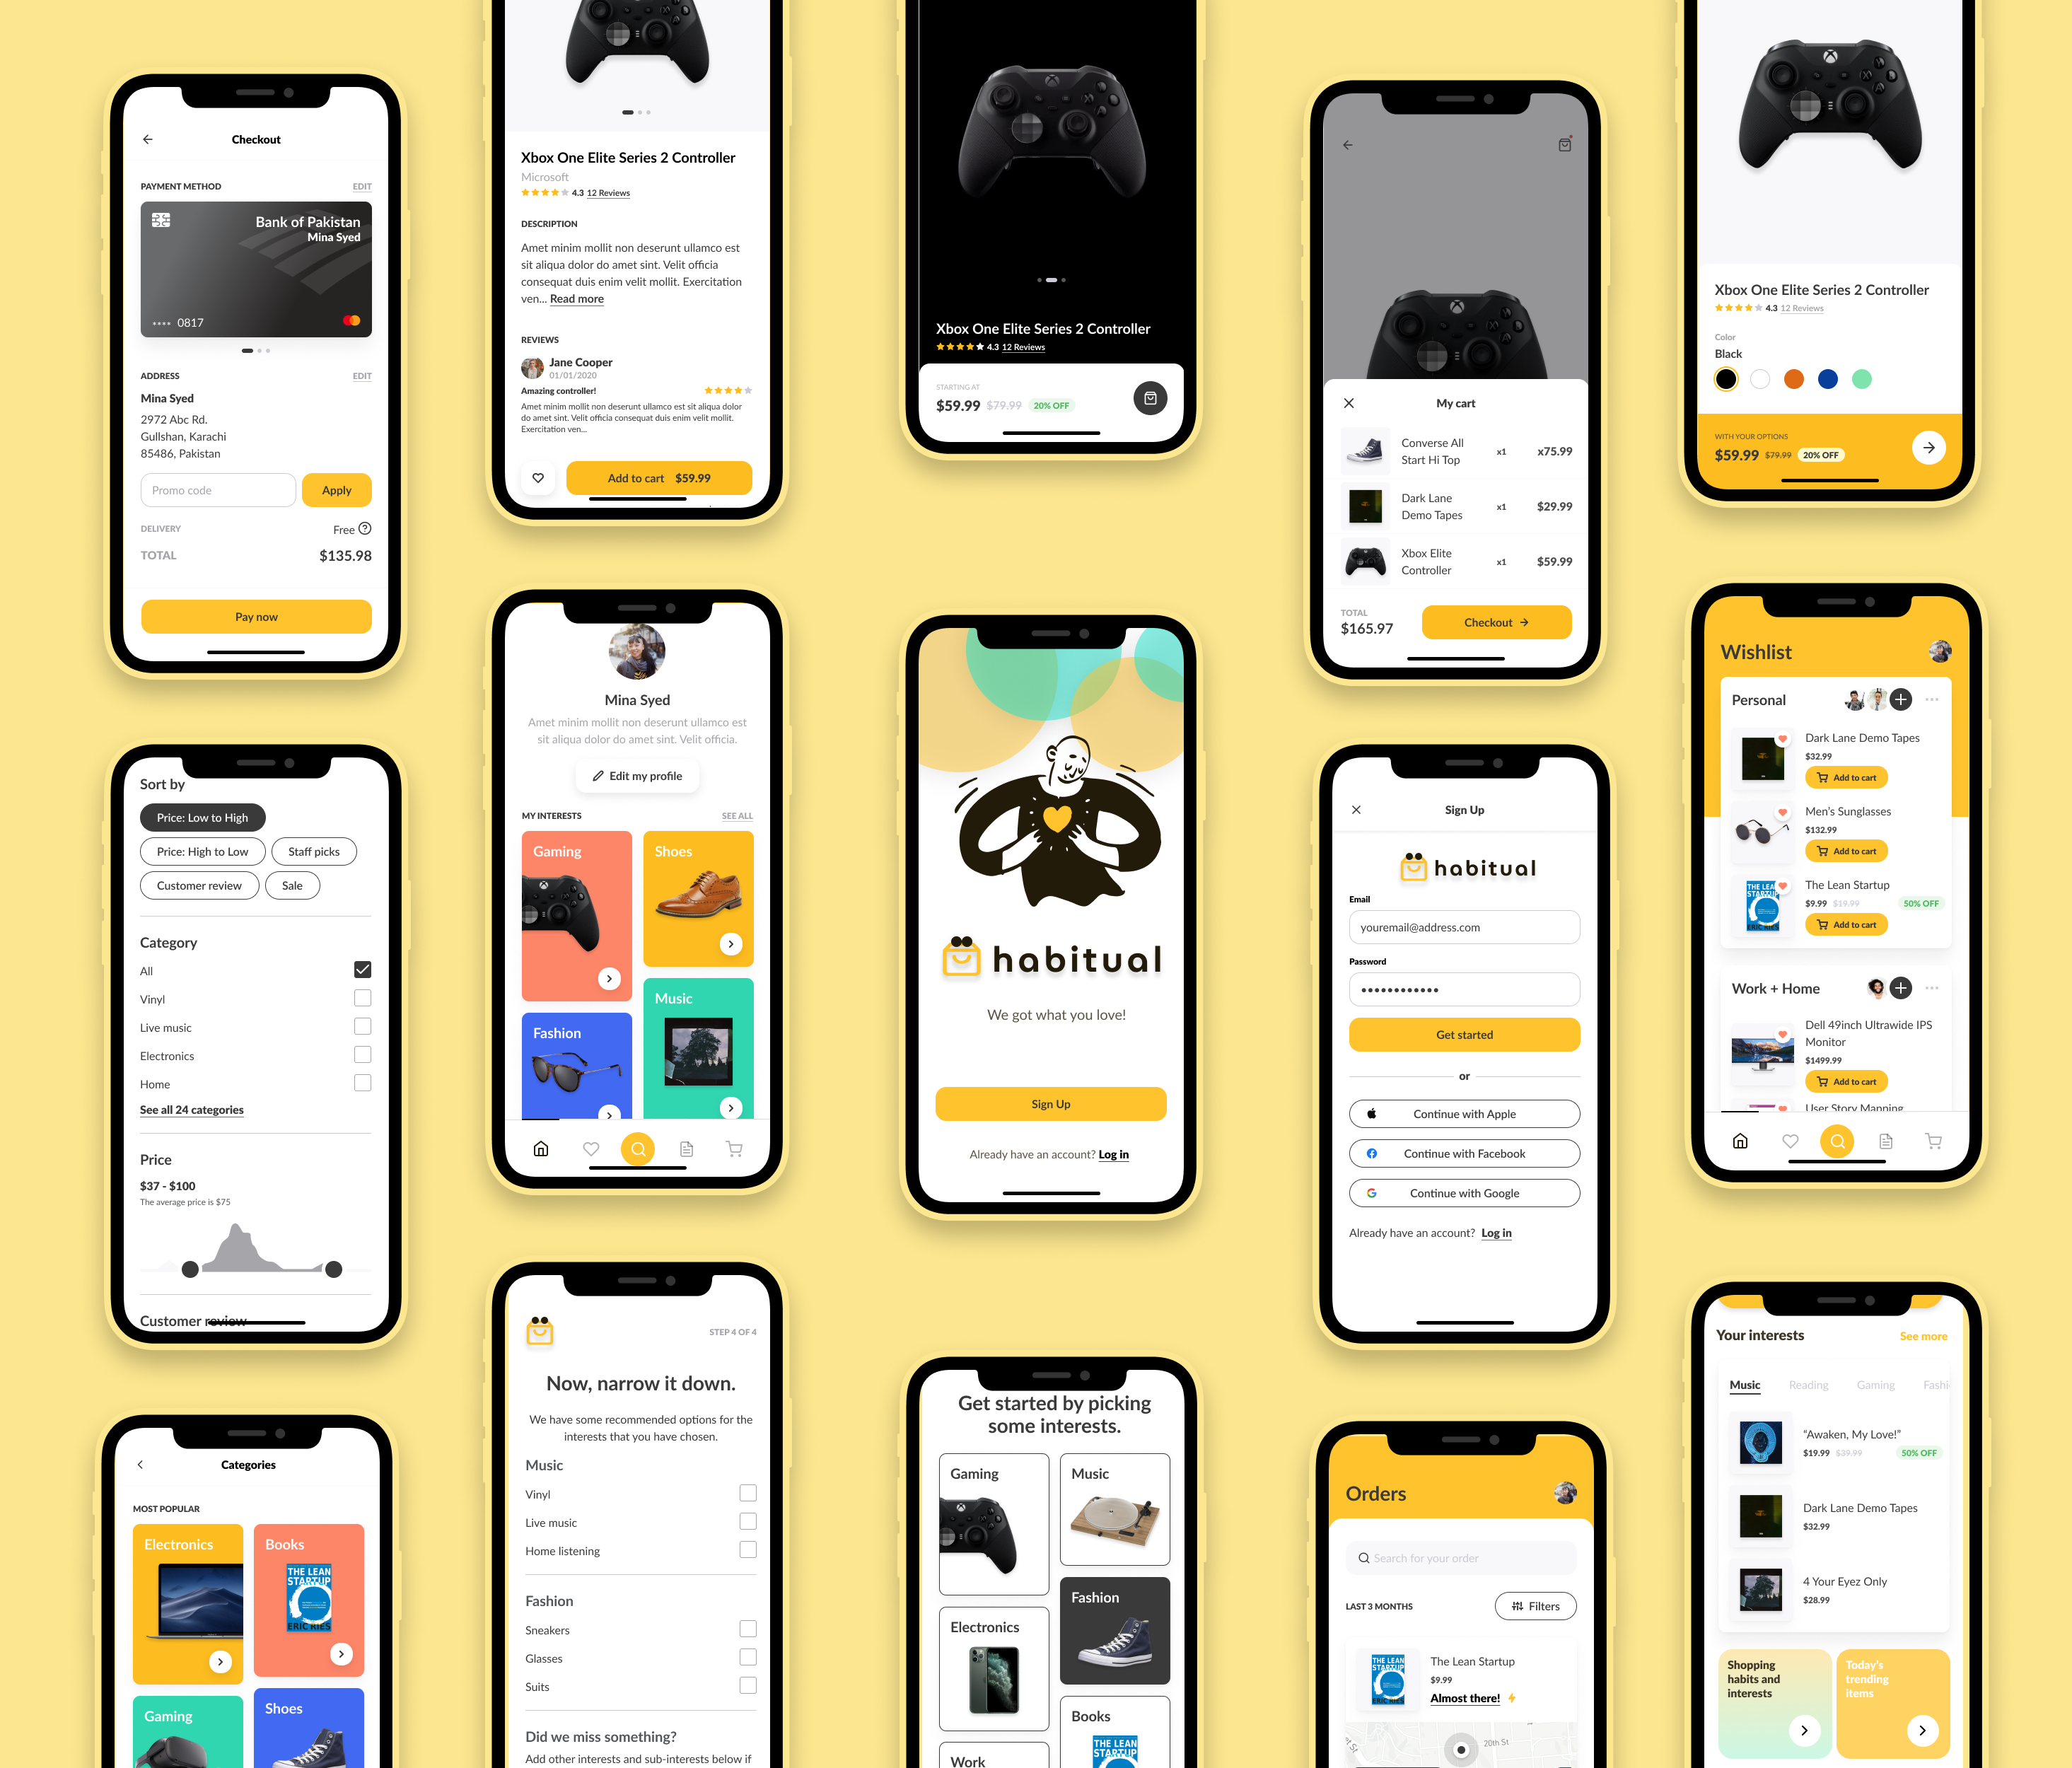 Checkout
PAYMENT METHOD EDIT
Bank of Pakistan
Mina Syed
**** 0817
ADDRESS EDIT
Mina Syed
2972 Abc Rd.
Gullshan, Karachi
85486, Pakistan
Promo code Apply
DELIVERY Free
TOTAL $135.98
Pay now
Sort by
Price: Low to High
Price: High to Low Staff picks
Customer review Sale
Category
All
Vinyl
Live music
Electronics
Home
See all 24 categories
Price
$37 - $100
The average price is $75
Customer review
Categories
MOST POPULAR
Electronics Books
THE LEAN
STARTUP
ERIC RIES
Gaming Shoes
Xbox One Elite Series 2 Controller
Microsoft
4.3 12 Reviews
DESCRIPTION
Amet minim mollit non deserunt ullamco est
sit aliqua dolor do amet sint. Velit officia
consequat duis enim velit mollit. Exercitation
ven... Read more
REVIEWS
Jane Cooper
01/01/2020
Amazing controller!
Amet minim mollit non deserunt ullamco est sit aliqua dolor
do amet sint. Velit officia consequat duis enim velit mollit.
Exercitation ven...
Add to cart $59.99
Mina Syed
Amet minim mollit non deserunt ullamco est
sit aliqua dolor do amet sint. Velit officia.
Edit my profile
MY INTERESTS SEE ALL
Gaming Shoes
Fashion Music
STEP 4 OF 4
Now, narrow it down.
We have some recommended options for the
interests that you have chosen.
Music
Vinyl
Live music
Home listening
Fashion
Sneakers
Glasses
Suits
Did we miss something?
Add other interests and sub-interests below if
Xbox One Elite Series 2 Controller
4.3 12 Reviews
STARTING AT
$59.99 $79.99 20% OFF
habitual
We got what you love!
Sign Up
Already have an account? Log in
Get started by picking
some interests.
Gaming Music
Fashion
Electronics
Books
THE LEAN
STARTUP
Work
My cart
Converse All
Start Hi Top x1 x75.99
Dark Lane
Demo Tapes x1 $29.99
Xbox Elite
Controller x1 $59.99
TOTAL
$165.97 Checkout
Sign Up
habitual
Email
youremail@address.com
Password
Get started
or
Continue with Apple
Continue with Facebook
Continue with Google
Already have an account? Log in
Orders
Search for your order
LAST 3 MONTHS Filters
THE LEAN
STARTUP
ERIC RIES
The Lean Startup
$9.99
Almost there!
20th St
Xbox One Elite Series 2 Controller
4.3 12 Reviews
Color
Black
WITH YOUR OPTIONS
$59.99 $79.99 20% OFF
Wishlist
Personal
Dark Lane Demo Tapes
$32.99
Add to cart
Men's Sunglasses
$132.99
Add to cart
THE LEAN
STARTUP
ERIC RIES
The Lean Startup
$9.99 $19.99 50% OFF
Add to cart
Work + Home
Dell 49inch Ultrawide IPS
Monitor
$1499.99
Add to cart
User Story Mapping
Your interests See more
Music Reading Gaming Fashi
“Awaken, My Love!”
$19.99 $39.99 50% OFF
Dark Lane Demo Tapes
$32.99
4 Your Eyez Only
$28.99
Shopping
habits and
interests
Today's
trending
items